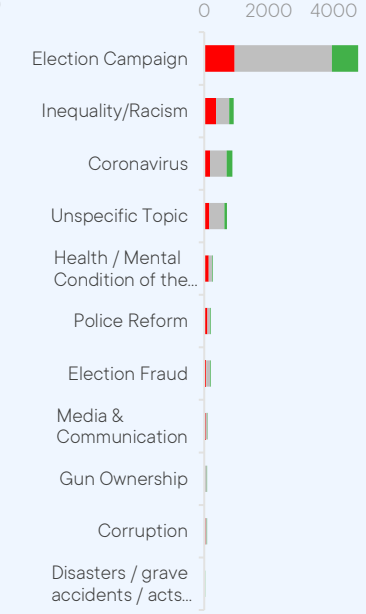 0 2000 4000
Election Campaign
Inequality/Racism
Coronavirus
Unspecific Topic
Health / Mental
Condition of the...
Police Reform
Election Fraud
Media &
Communication
Gun Ownership
Corruption
Disasters / grave
accidents / acts...